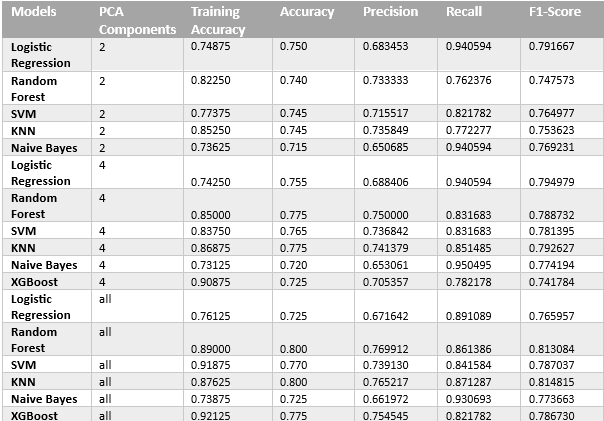 Models PCA Components Training Accuracy Accuracy Precision Recall F1-Score
Logistic Regression 2 0.74875 0.750 0.683453 0.940594 0.791667
Random Forest 2 0.82250 0.740 0.733333 0.762376 0.747573
SVM 2 0.77375 0.745 0.715517 0.821782 0.764977
KNN 2 0.85250 0.745 0.735849 0.772277 0.753623
Naive Bayes 2 0.73625 0.715 0.650685 0.940594 0.769231
Logistic Regression 4 0.74250 0.755 0.688406 0.940594 0.794979
Random Forest 4 0.85000 0.775 0.750000 0.831683 0.788732
SVM 4 0.83750 0.765 0.736842 0.831683 0.781395
KNN 4 0.86875 0.775 0.741379 0.851485 0.792627
Naive Bayes 4 0.73125 0.720 0.653061 0.950495 0.774194
XGBoost 4 0.90875 0.725 0.705357 0.782178 0.741784
Logistic Regression all 0.76125 0.725 0.671642 0.891089 0.765957
Random Forest all 0.89000 0.800 0.769912 0.861386 0.813084
SVM all 0.91875 0.770 0.739130 0.841584 0.787037
KNN all 0.87625 0.800 0.765217 0.871287 0.814815
Naive Bayes all 0.73875 0.725 0.661972 0.930693 0.773663
XGBoost all 0.92125 0.775 0.754545 0.821782 0.786730